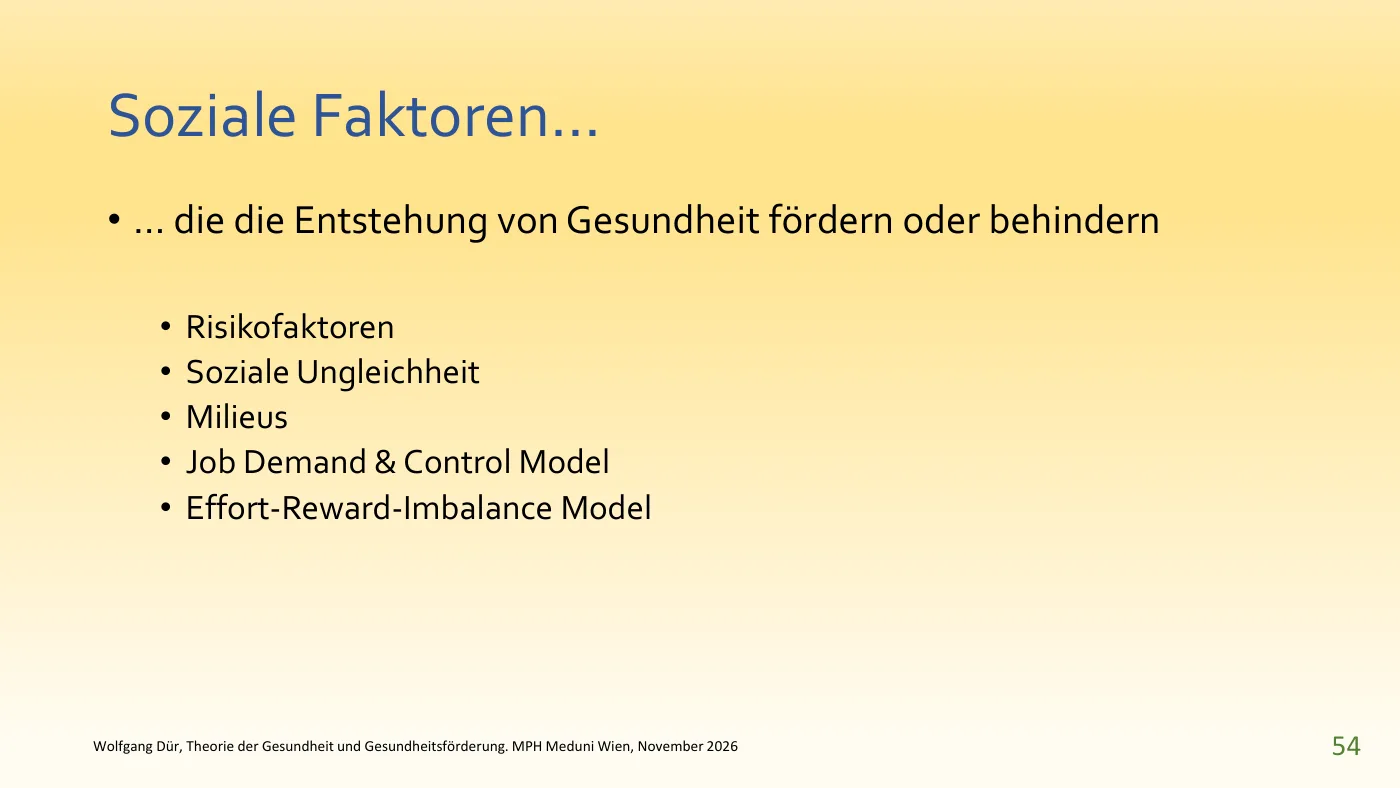 Soziale Faktoren…
• … die die Entstehung von Gesundheit fördern oder behindern
• Risikofaktoren
• Soziale Ungleichheit
• Milieus
• Job Demand & Control Model
• Effort-Reward-Imbalance Model
Wolfgang Dür, Theorie der Gesundheit und Gesundheitsförderung. MPH Meduni Wien, November 2026
54